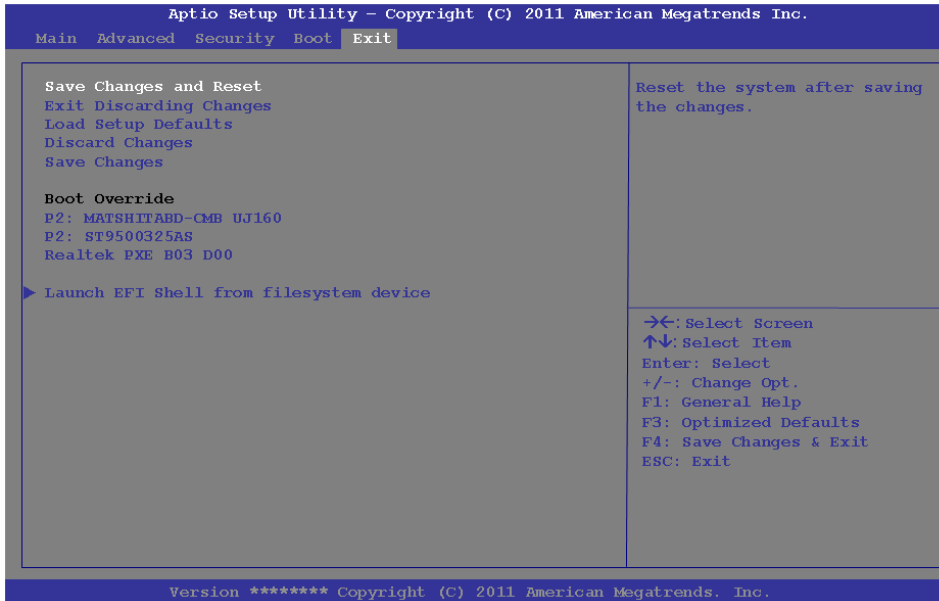 Aptio Setup Utility – Copyright (C) 2011 American Megatrends Inc.
Main Advanced Security Boot Exit
Save Changes and Reset
Exit Discarding Changes
Load Setup Defaults
Discard Changes
Save Changes
Boot Override
P2: MATSHITABD-CMB UJ160
P2: ST9500325AS
Realtek PXE B03 D00
▶ Launch EFI Shell from filesystem device
Reset the system after saving
the changes.
→←: Select Screen
↑↓: Select Item
Enter: Select
+/-: Change Opt.
F1: General Help
F3: Optimized Defaults
F4: Save Changes & Exit
ESC: Exit
Version ******** Copyright (C) 2011 American Megatrends. Inc.